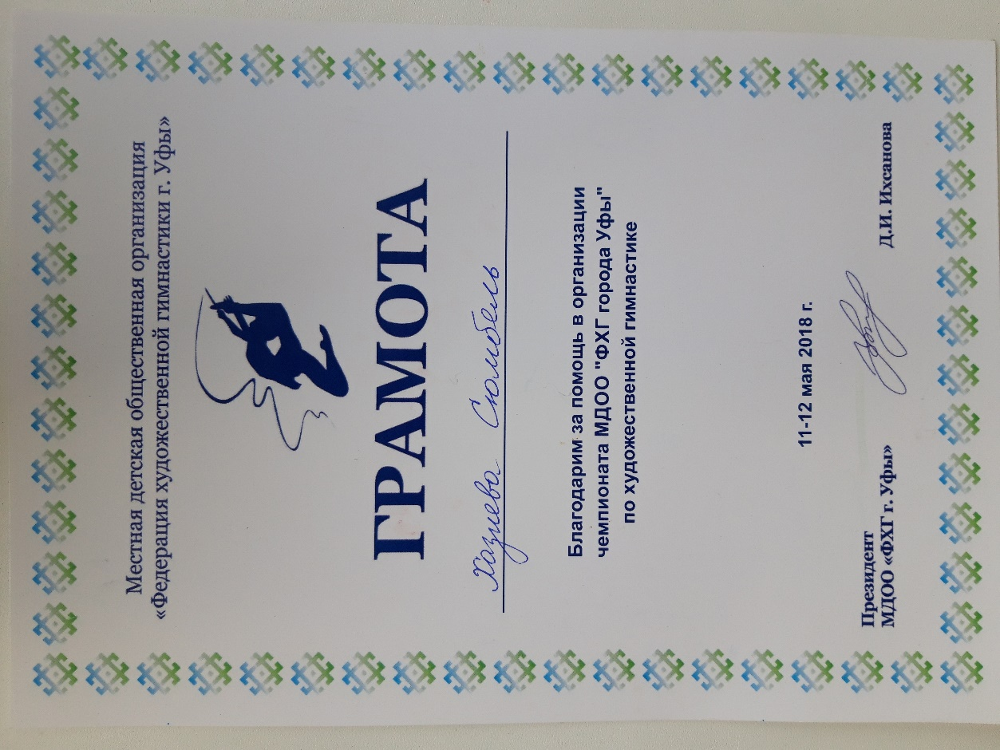 Местная детская общественная организация
«Федерация художественной гимнастики г. Уфы»
ГРАМОТА
Хазиева Сюмбель
Благодарим за помощь в организации
чемпионата МДОО "ФХГ города Уфы"
по художественной гимнастике
11-12 мая 2018 г.
Президент
МДОО «ФХГ г. Уфы» Д.И. Ихсанова